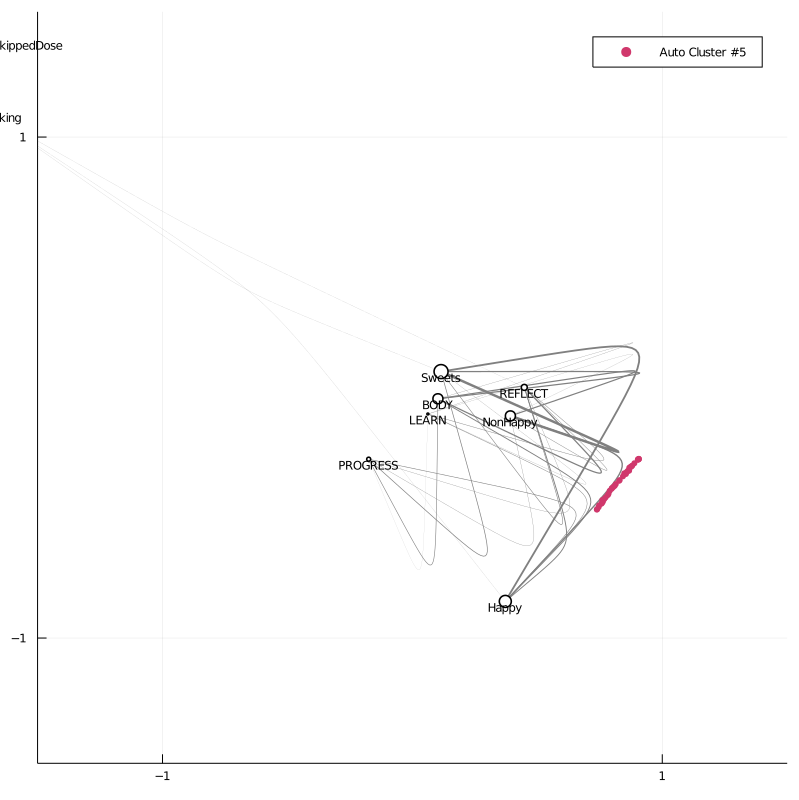 kippedDose
Auto Cluster #5
king
1
Sweets
REFLECT
BODY
LEARN
NonHappy
PROGRESS
Happy
−1
−1
1